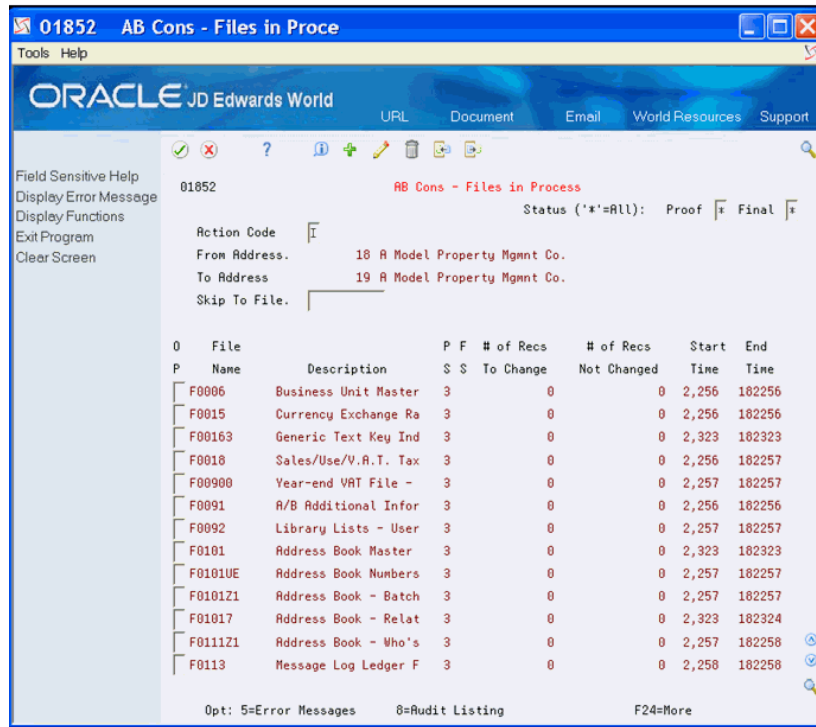 01852 AB Cons - Files in Proce
Tools Help
ORACLE JD Edwards World
URL Document Email World Resources Support
?
Field Sensitive Help
Display Error Message
Display Functions
Exit Program
Clear Screen
01852 AB Cons - Files in Process
Status ('*'=All): Proof * Final *
Action Code I
From Address. 18 A Model Property Mgmnt Co.
To Address 19 A Model Property Mgmnt Co.
Skip To File.
O File P F # of Recs # of Recs Start End
P Name Description S S To Change Not Changed Time Time
F0006 Business Unit Master 3 0 0 2,256 182256
F0015 Currency Exchange Ra 3 0 0 2,256 182256
F00163 Generic Text Key Ind 3 0 0 2,323 182323
F0018 Sales/Use/V.A.T. Tax 3 0 0 2,256 182257
F00900 Year-end VAT File - 3 0 0 2,257 182257
F0091 A/B Additional Infor 3 0 0 2,256 182256
F0092 Library Lists - User 3 0 0 2,257 182257
F0101 Address Book Master 3 0 0 2,323 182323
F0101UE Address Book Numbers 3 0 0 2,257 182257
F0101Z1 Address Book - Batch 3 0 0 2,257 182257
F01017 Address Book - Relat 3 0 0 2,323 182324
F0111Z1 Address Book - Who's 3 0 0 2,257 182258
F0113 Message Log Ledger F 3 0 0 2,258 182258
Opt: 5=Error Messages 8=Audit Listing F24=More